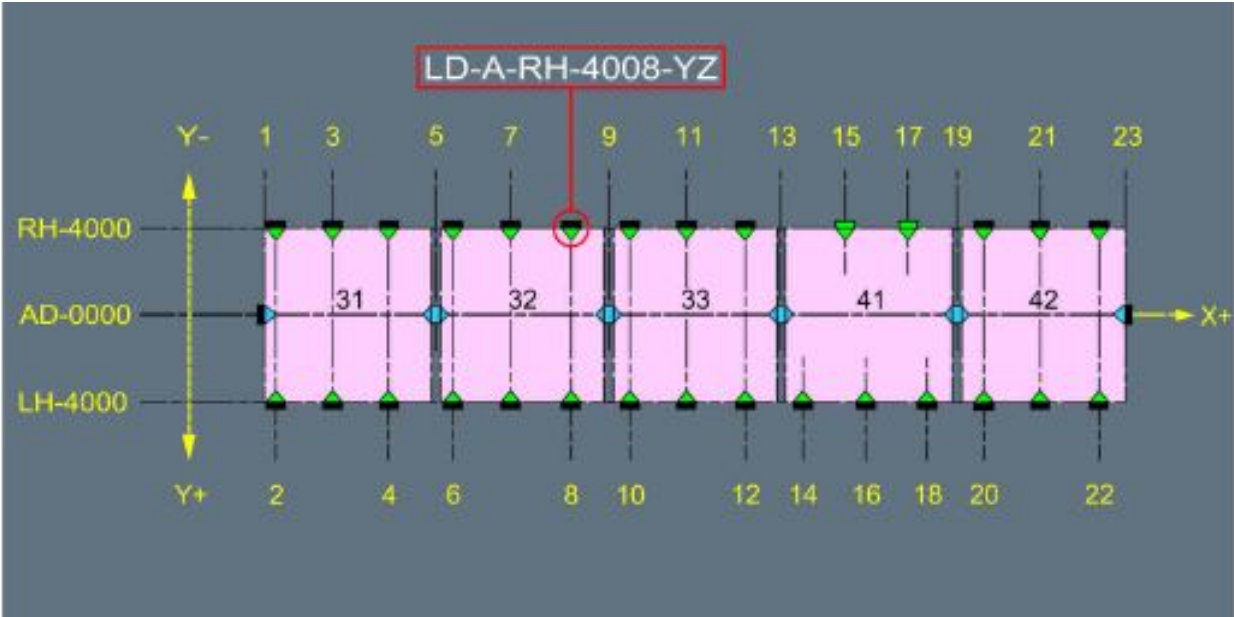 LD-A-RH-4008-YZ
Y- 1 3 5 7 9 11 13 15 17 19 21 23
RH-4000
31 32 33 41 42
AD-0000 X+
LH-4000
Y+ 2 4 6 8 10 12 14 16 18 20 22